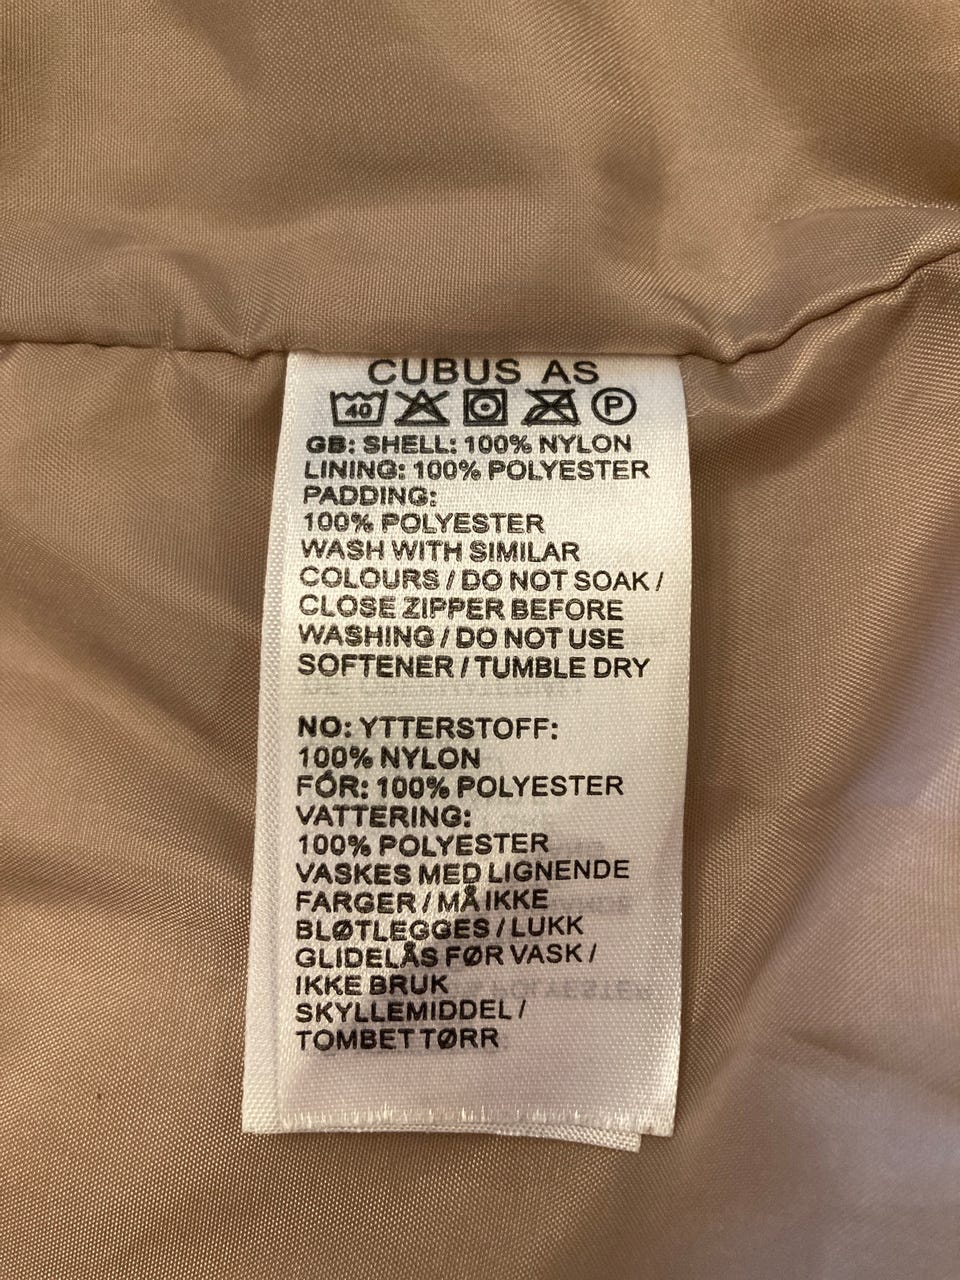 CUBUS AS
40 P
GB: SHELL: 100% NYLON
LINING: 100% POLYESTER
PADDING:
100% POLYESTER
WASH WITH SIMILAR
COLOURS / DO NOT SOAK /
CLOSE ZIPPER BEFORE
WASHING / DO NOT USE
SOFTENER / TUMBLE DRY
NO: YTTERSTOFF:
100% NYLON
FÓR: 100% POLYESTER
VATTERING:
100% POLYESTER
VASKES MED LIGNENDE
FARGER / MÅ IKKE
BLØTLEGGES / LUKK
GLIDELÅS FØR VASK /
IKKE BRUK
SKYLLEMIDDEL /
TOMBETTØRR